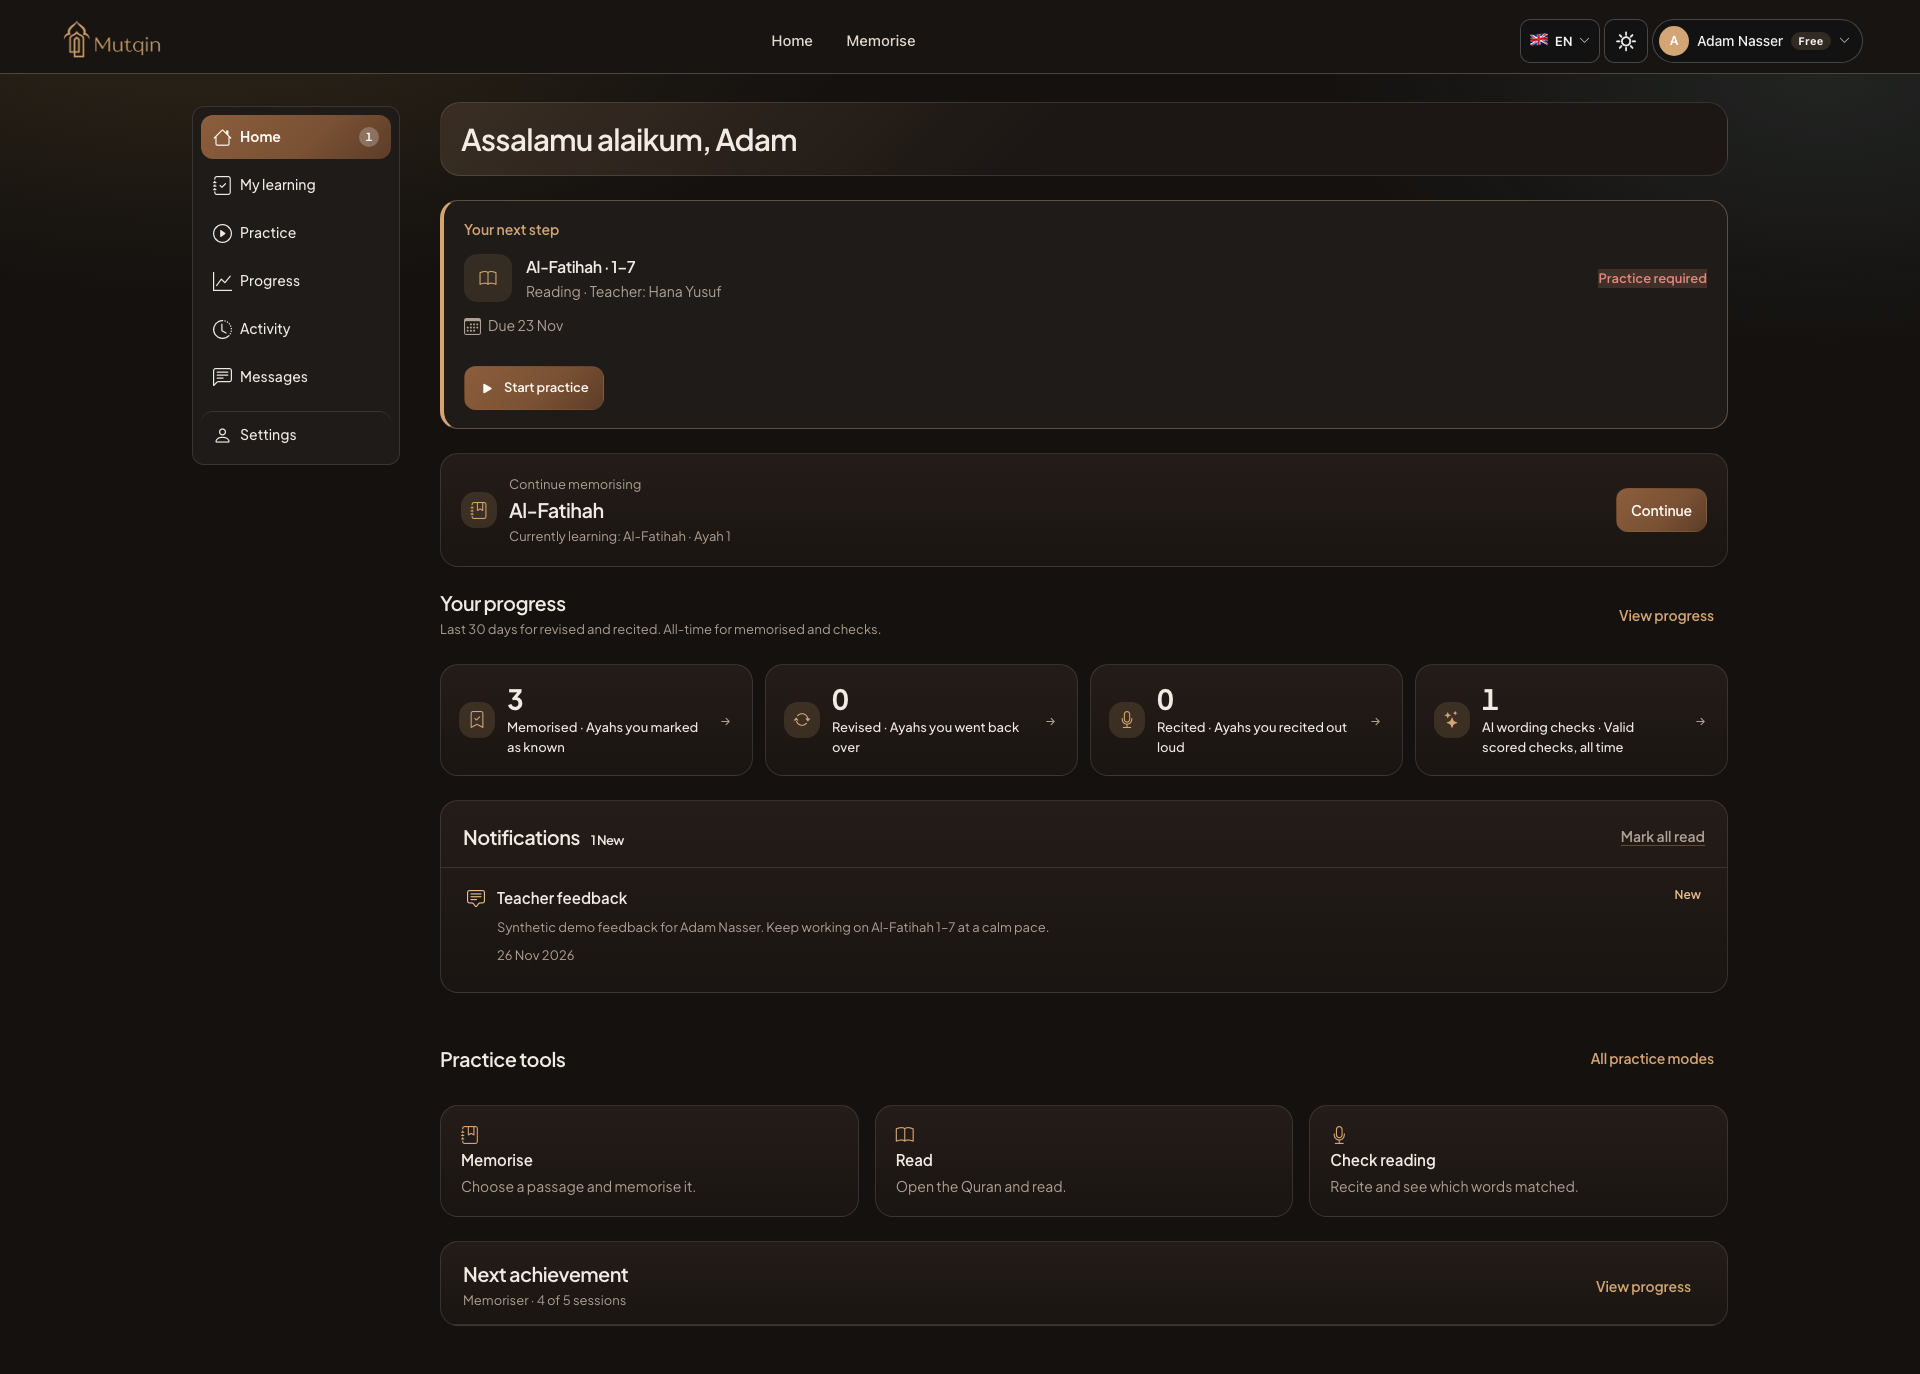 Mutqin
Home
Memorise
EN
A
Adam Nasser
Free
Home
1
My learning
Practice
Progress
Activity
Messages
Settings
Assalamu alaikum, Adam
Your next step
Al-Fatihah · 1–7
Reading · Teacher: Hana Yusuf
Practice required
Due 23 Nov
Start practice
Continue memorising
Al-Fatihah
Currently learning: Al-Fatihah · Ayah 1
Continue
Your progress
Last 30 days for revised and recited. All-time for memorised and checks.
View progress
3
Memorised · Ayahs you marked
as known
0
Revised · Ayahs you went back
over
0
Recited · Ayahs you recited out
loud
1
AI wording checks · Valid
scored checks, all time
Notifications
1 New
Mark all read
Teacher feedback
New
Synthetic demo feedback for Adam Nasser. Keep working on Al-Fatihah 1–7 at a calm pace.
26 Nov 2026
Practice tools
All practice modes
Memorise
Choose a passage and memorise it.
Read
Open the Quran and read.
Check reading
Recite and see which words matched.
Next achievement
Memoriser · 4 of 5 sessions
View progress